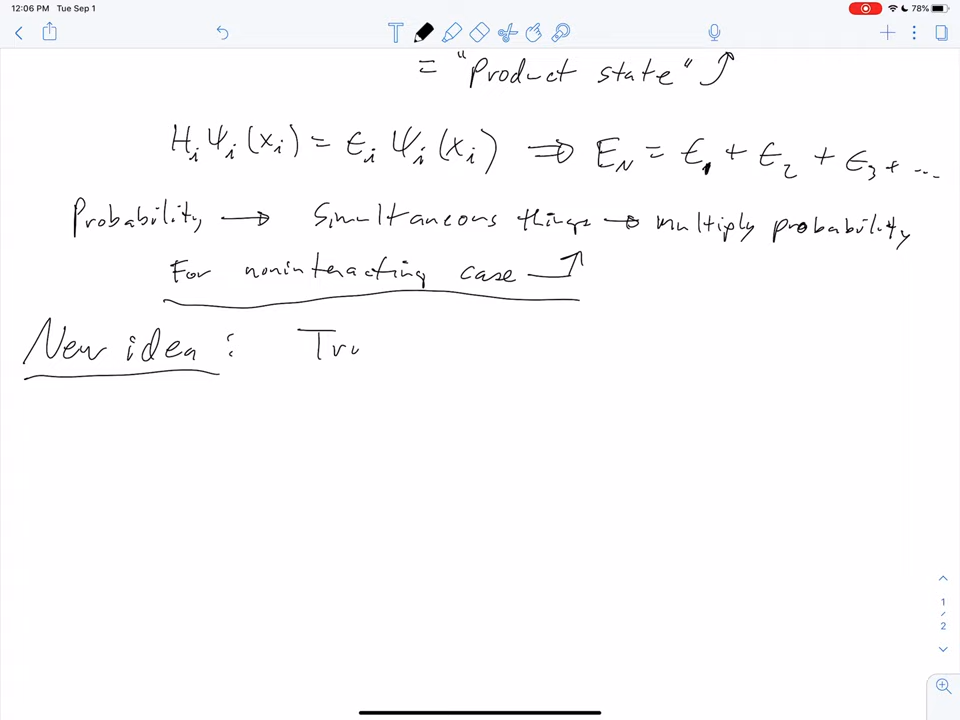 12:06 PM Tue Sep 1
78%
T
= "Product state"
H_i Ψ_i (x_i) = ε_i Ψ_i (x_i) ⇒ E_N = ε_1 + ε_2 + ε_3 + ...
Probability → Simultaneous things → multiply probability
For noninteracting case
New idea :
1
/
2